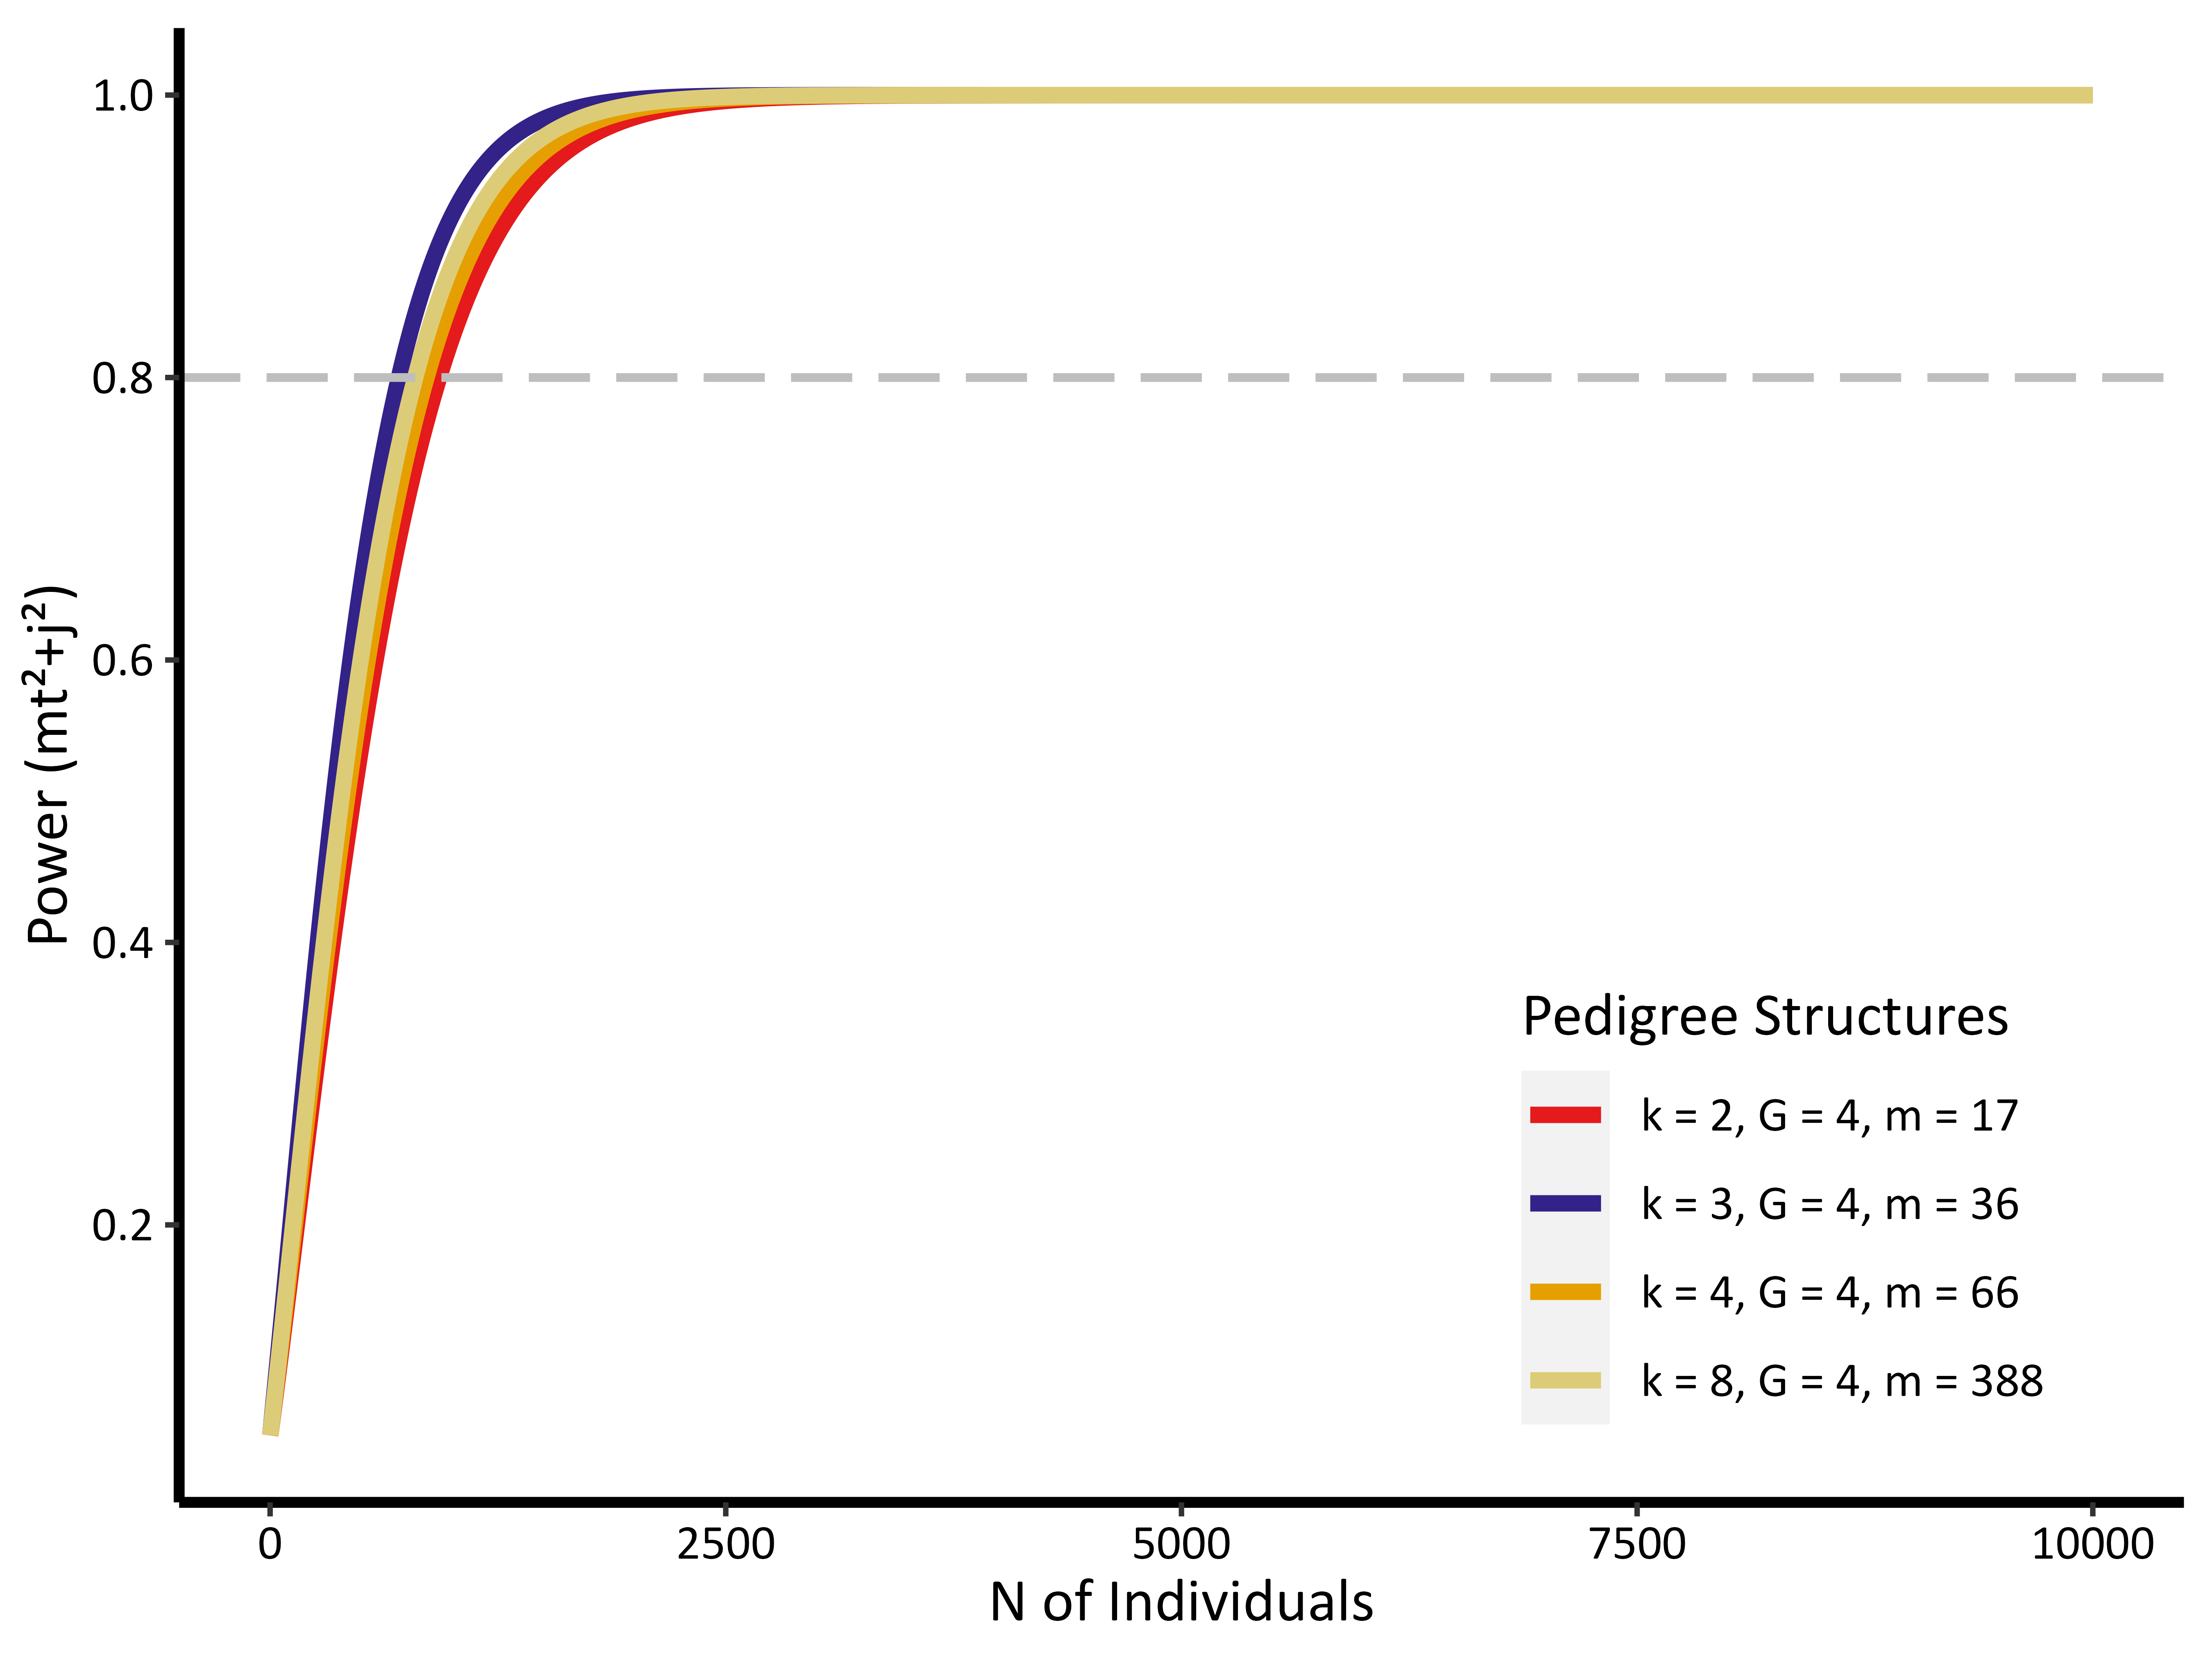 Power (mt²+j²)
1.0
0.8
0.6
0.4
0.2
Pedigree Structures
k = 2, G = 4, m = 17
k = 3, G = 4, m = 36
k = 4, G = 4, m = 66
k = 8, G = 4, m = 388
0 2500 5000 7500 10000
N of Individuals